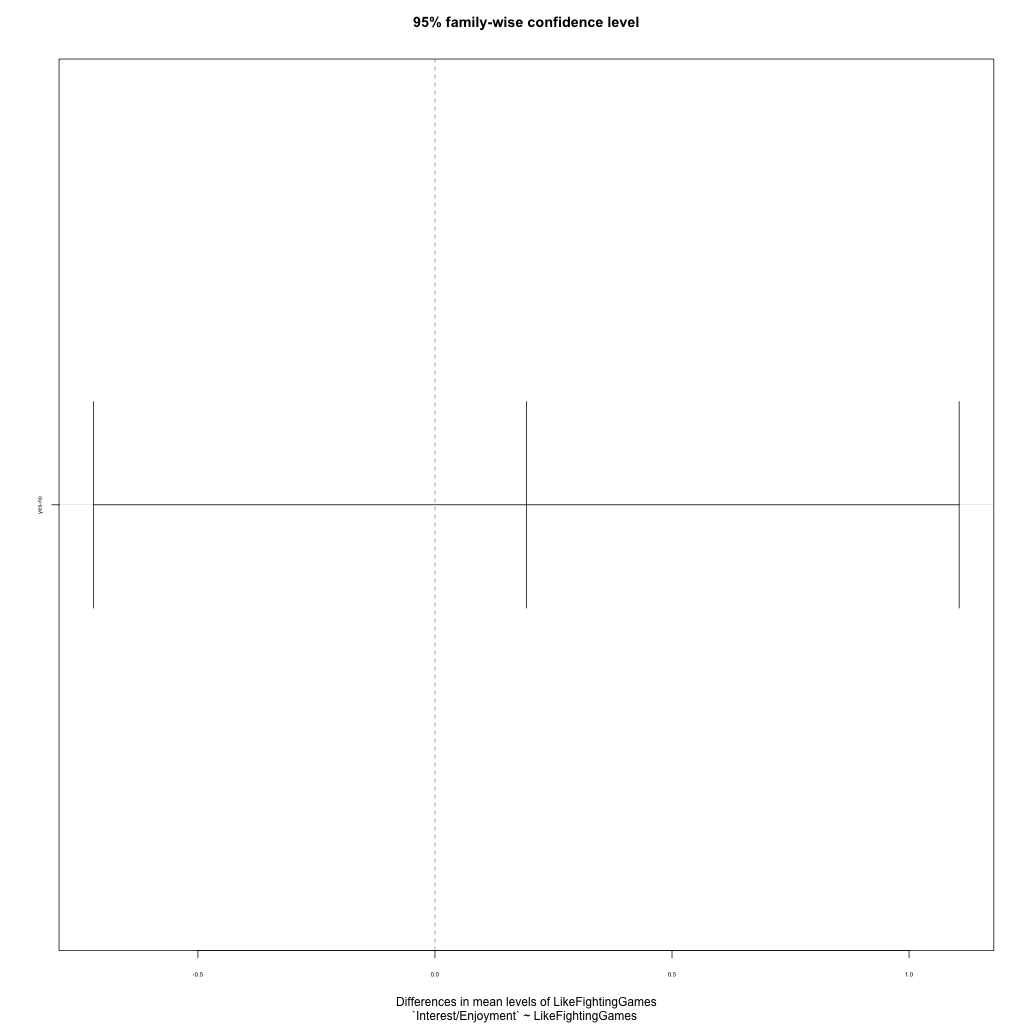 95% family-wise confidence level
yes-no
-0.5
0.0
0.5
1.0
Differences in mean levels of LikeFightingGames
`Interest/Enjoyment` ~ LikeFightingGames